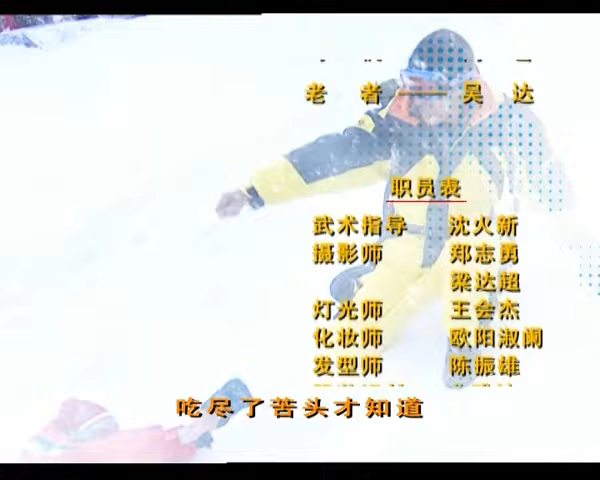 老 者 —— 吴 达
职员表
武术指导 沈火新
摄影师 郑志勇
梁达超
灯光师 王会杰
化妆师 欧阳淑阑
发型师 陈振雄
吃尽了苦头才知道